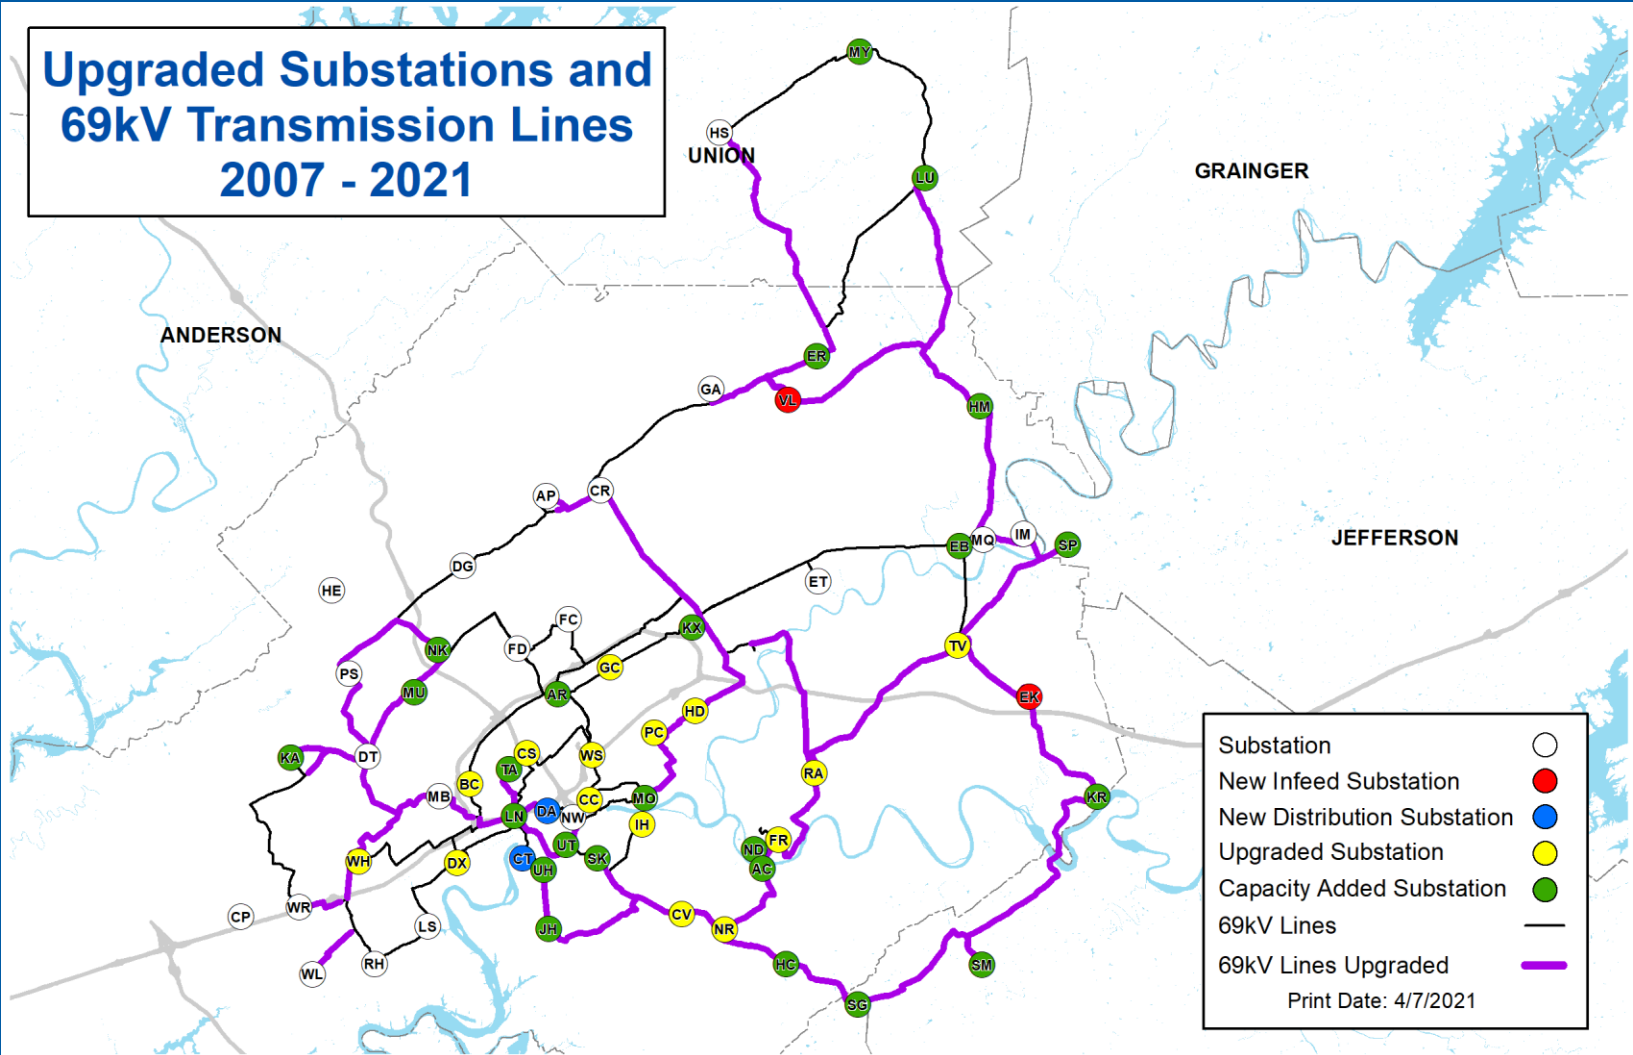 Upgraded Substations and
69kV Transmission Lines
2007 - 2021
MY
HS
UNION
GRAINGER
LU
ANDERSON
ER
GA
VL
HM
AP
CR
EB
MQ
IM
SP
JEFFERSON
DG
HE
ET
FC
KX
FD
NK
TV
GC
PS
MU
AR
EK
HD
PC
KA
DT
CS
WS
TA
RA
BC
MB
CC
MO
KR
LN
DA
NW
IH
UT
FR
ND
WH
DX
CT
UH
SK
AC
CP
WR
LS
JH
CV
NR
WL
RH
HC
SM
SG
Substation
New Infeed Substation
New Distribution Substation
Upgraded Substation
Capacity Added Substation
69kV Lines
69kV Lines Upgraded
Print Date: 4/7/2021